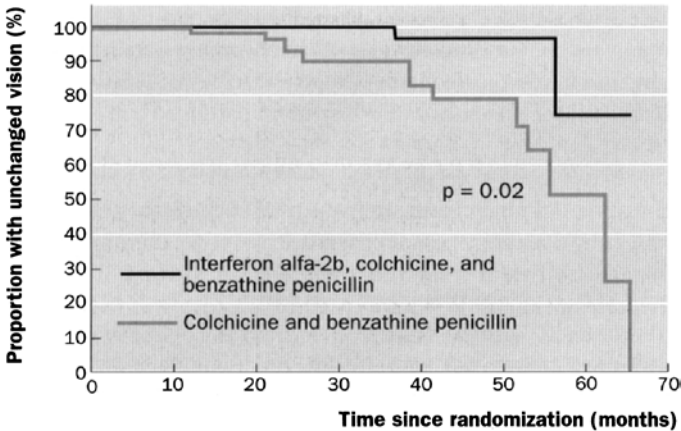 Proportion with unchanged vision (%)
100
90
80
70
60
50
40
30
20
10
0
p = 0.02
Interferon alfa-2b, colchicine, and
benzathine penicillin
Colchicine and benzathine penicillin
0 10 20 30 40 50 60 70
Time since randomization (months)